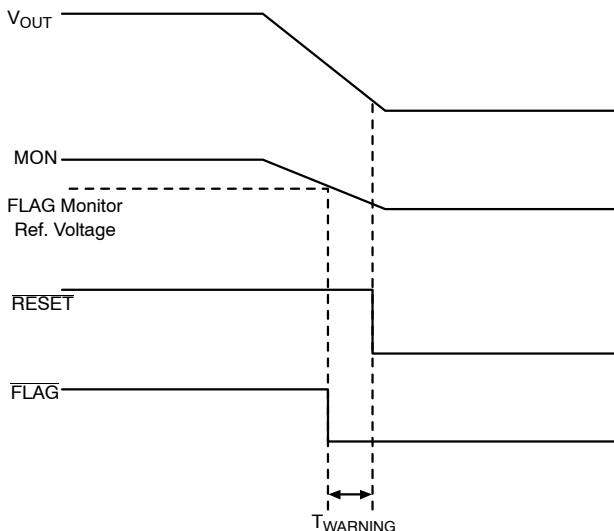 VOUT
MON
FLAG Monitor
Ref. Voltage
RESET
FLAG
TWARNING